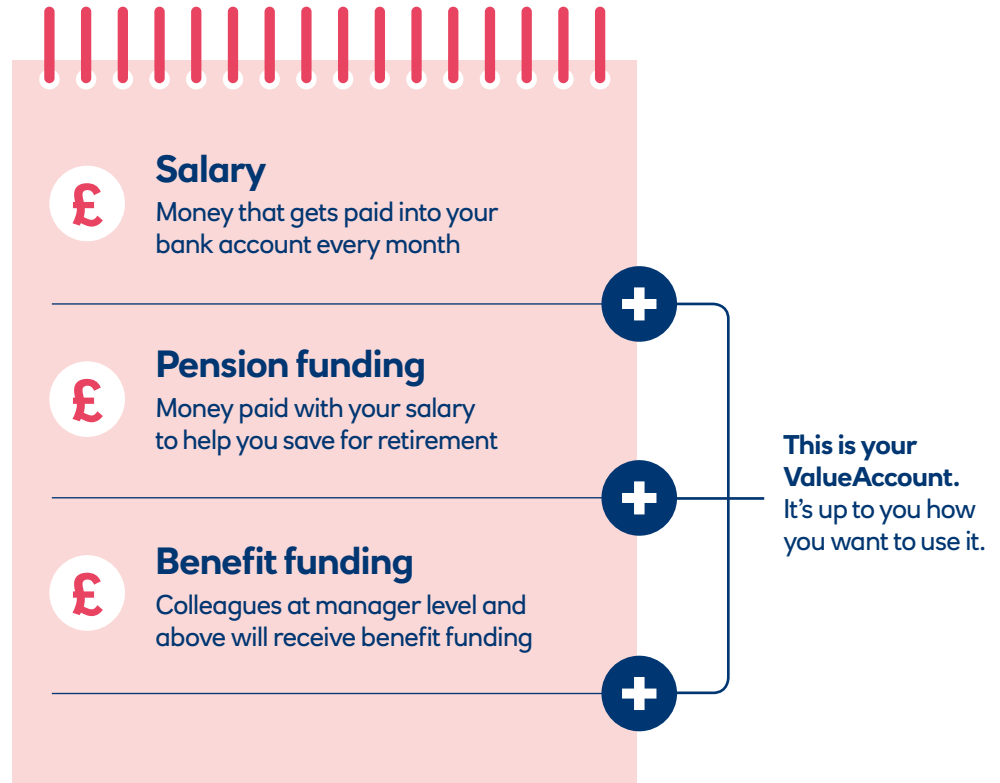 £
Salary
Money that gets paid into your
bank account every month
£
Pension funding
Money paid with your salary
to help you save for retirement
£
Benefit funding
Colleagues at manager level and
above will receive benefit funding
This is your
ValueAccount.
It’s up to you how
you want to use it.